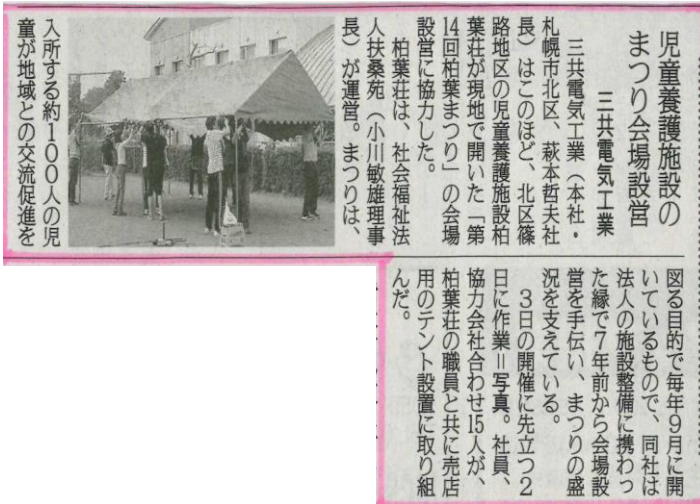 児童養護施設の
まつり会場設営
三共電気工業
三共電気工業（本社・
札幌市北区、萩本哲夫社
長）はこのほど、北区篠
路地区の児童養護施設柏
葉荘が現地で開いた「第
14回柏葉まつり」の会場
設営に協力した。
柏葉荘は、社会福祉法
人扶桑苑（小川敏雄理事
長）が運営。まつりは、
入所する約１００人の児
童が地域との交流促進を
図る目的で毎年９月に開
いているもので、同社は
法人の施設整備に携わっ
た縁で７年前から会場設
営を手伝い、まつりの盛
況を支えている。
３日の開催に先立つ２
日に作業＝写真。社員、
協力会社合わせ15人が、
柏葉荘の職員と共に売店
用のテント設置に取り組
んだ。